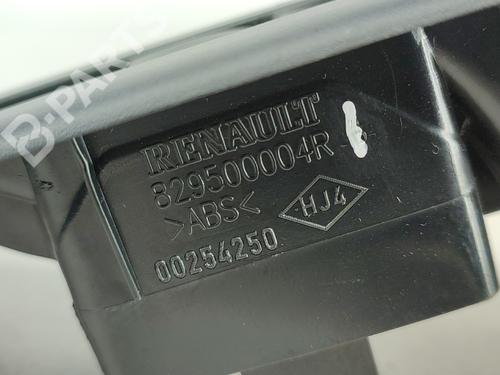 B-PARTS
RENAULT
829500004R
>ABS<
HJ4
00254250